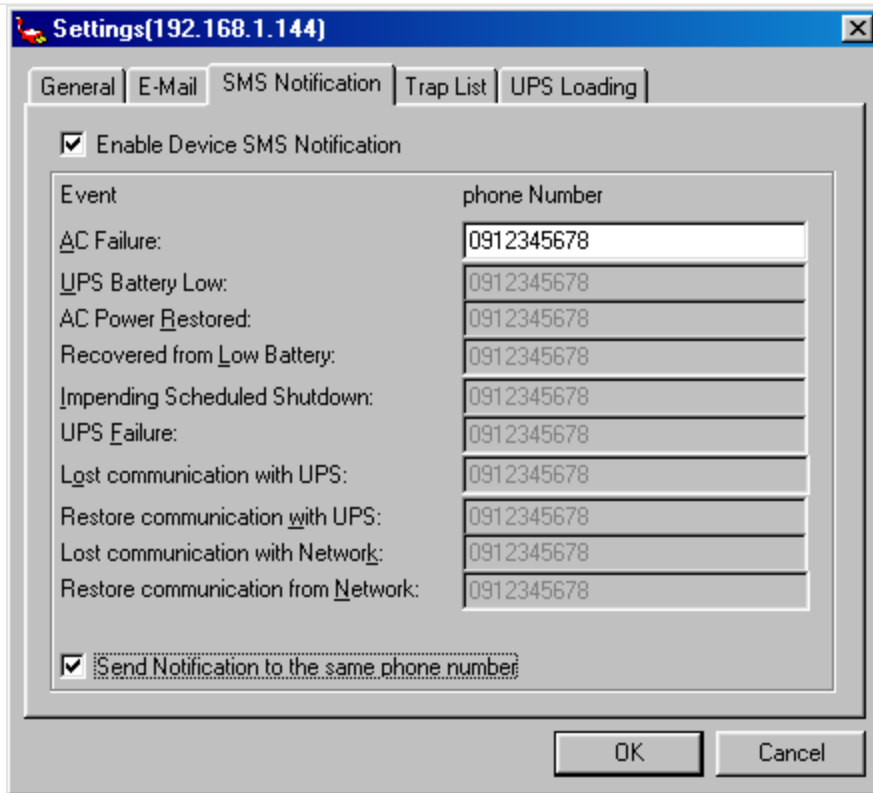 Settings(192.168.1.144)
General E-Mail SMS Notification Trap List UPS Loading
Enable Device SMS Notification
Event phone Number
AC Failure: 0912345678
UPS Battery Low: 0912345678
AC Power Restored: 0912345678
Recovered from Low Battery: 0912345678
Impending Scheduled Shutdown: 0912345678
UPS Failure: 0912345678
Lost communication with UPS: 0912345678
Restore communication with UPS: 0912345678
Lost communication with Network: 0912345678
Restore communication from Network: 0912345678
Send Notification to the same phone number
OK Cancel